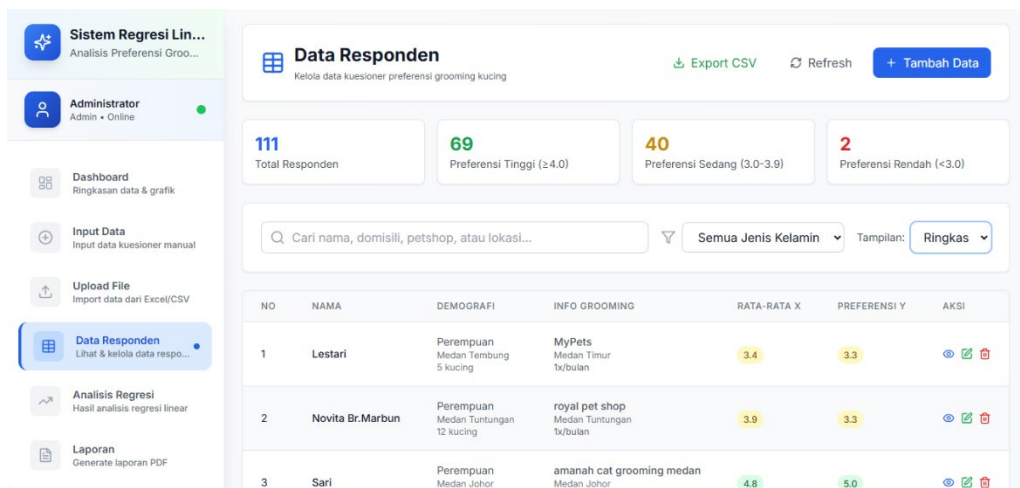 Sistem Regresi Lin...
Analisis Preferensi Groo...
Administrator
Admin • Online
Dashboard
Ringkasan data & grafik
Input Data
Input data kuesioner manual
Upload File
Import data dari Excel/CSV
Data Responden
Lihat & kelola data respo...
Analisis Regresi
Hasil analisis regresi linear
Laporan
Generate laporan PDF
Data Responden
Kelola data kuesioner preferensi grooming kucing
Export CSV
Refresh
+ Tambah Data
111
Total Responden
69
Preferensi Tinggi (≥4.0)
40
Preferensi Sedang (3.0-3.9)
2
Preferensi Rendah (<3.0)
Cari nama, domisili, petshop, atau lokasi...
Semua Jenis Kelamin
Tampilan:
Ringkas
NO NAMA DEMOGRAFI INFO GROOMING RATA-RATA X PREFERENSI Y AKSI
1 Lestari Perempuan MyPets 3.4 3.3
Medan Tembung Medan Timur
5 kucing 1x/bulan
2 Novita Br.Marbun Perempuan royal pet shop 3.9 3.3
Medan Tuntungan Medan Tuntungan
12 kucing 1x/bulan
3 Sari Perempuan amanah cat grooming medan 4.8 5.0
Medan Johor Medan Johor